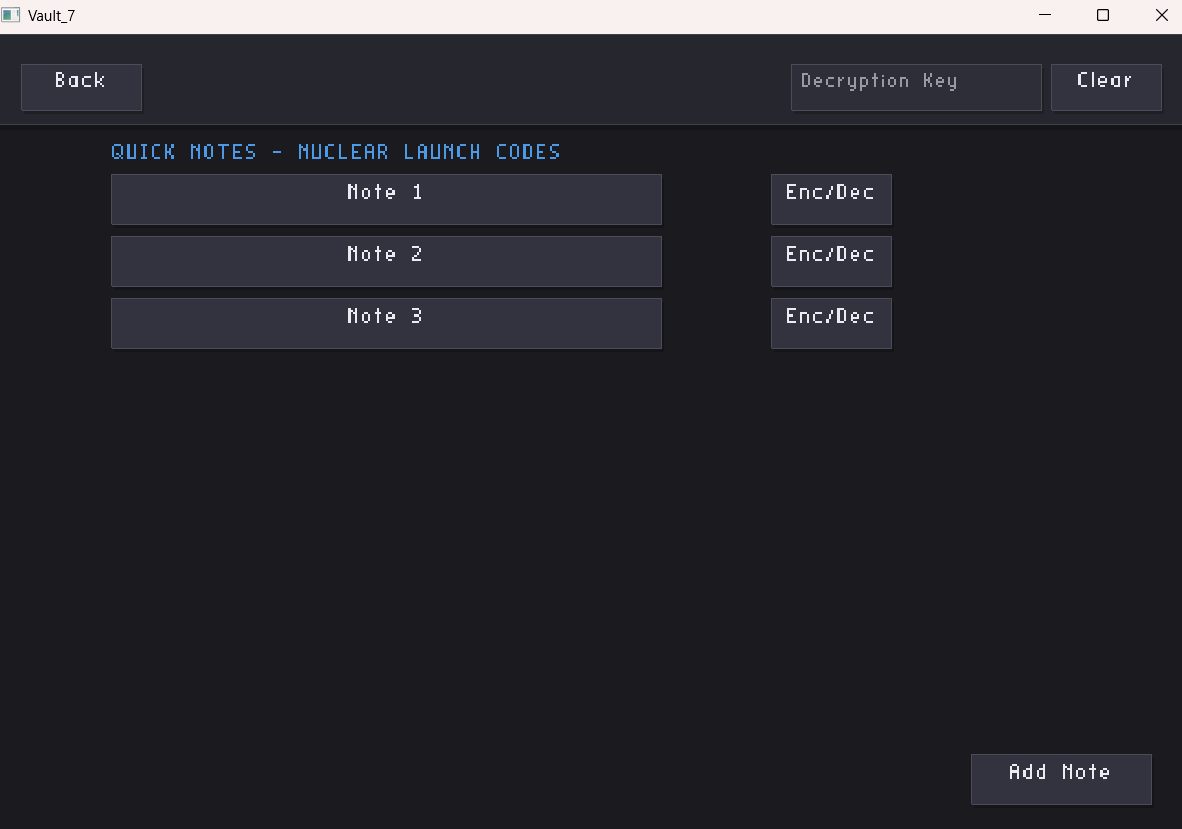 Vault_7
Back
Decryption Key
Clear
QUICK NOTES - NUCLEAR LAUNCH CODES
Note 1
Enc/Dec
Note 2
Enc/Dec
Note 3
Enc/Dec
Add Note